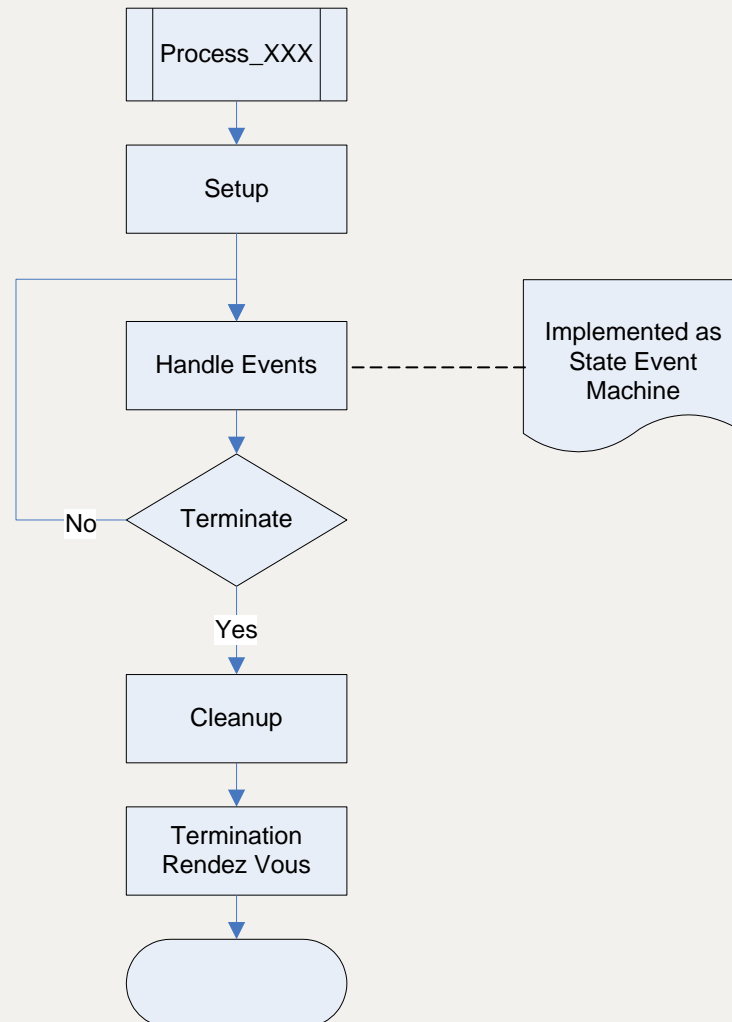 Process_XXX
Setup
Handle Events
Implemented as
State Event
Machine
Terminate
No
Yes
Cleanup
Termination
Rendez Vous